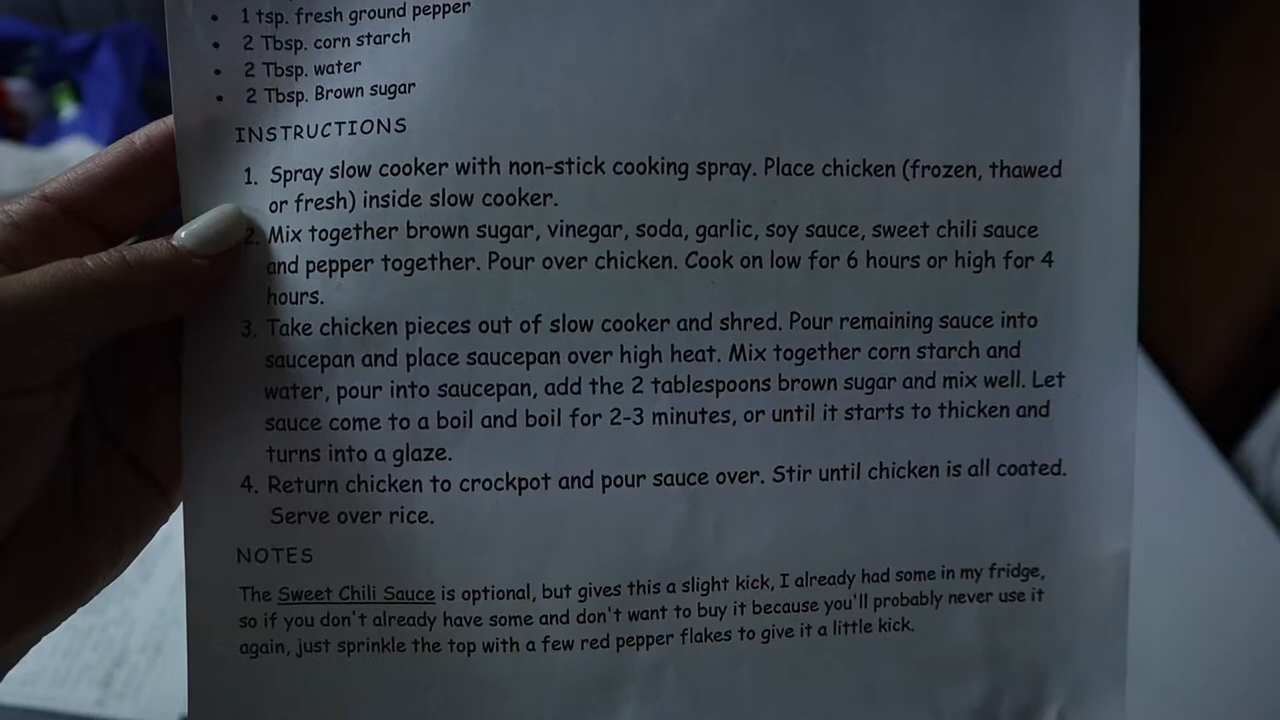 • 1 tsp. fresh ground pepper
• 2 Tbsp. corn starch
• 2 Tbsp. water
• 2 Tbsp. Brown sugar
INSTRUCTIONS
1. Spray slow cooker with non-stick cooking spray. Place chicken (frozen, thawed
or fresh) inside slow cooker.
2. Mix together brown sugar, vinegar, soda, garlic, soy sauce, sweet chili sauce
and pepper together. Pour over chicken. Cook on low for 6 hours or high for 4
hours.
3. Take chicken pieces out of slow cooker and shred. Pour remaining sauce into
saucepan and place saucepan over high heat. Mix together corn starch and
water, pour into saucepan, add the 2 tablespoons brown sugar and mix well. Let
sauce come to a boil and boil for 2-3 minutes, or until it starts to thicken and
turns into a glaze.
4. Return chicken to crockpot and pour sauce over. Stir until chicken is all coated.
Serve over rice.
NOTES
The Sweet Chili Sauce is optional, but gives this a slight kick, I already had some in my fridge,
so if you don't already have some and don't want to buy it because you'll probably never use it
again, just sprinkle the top with a few red pepper flakes to give it a little kick.